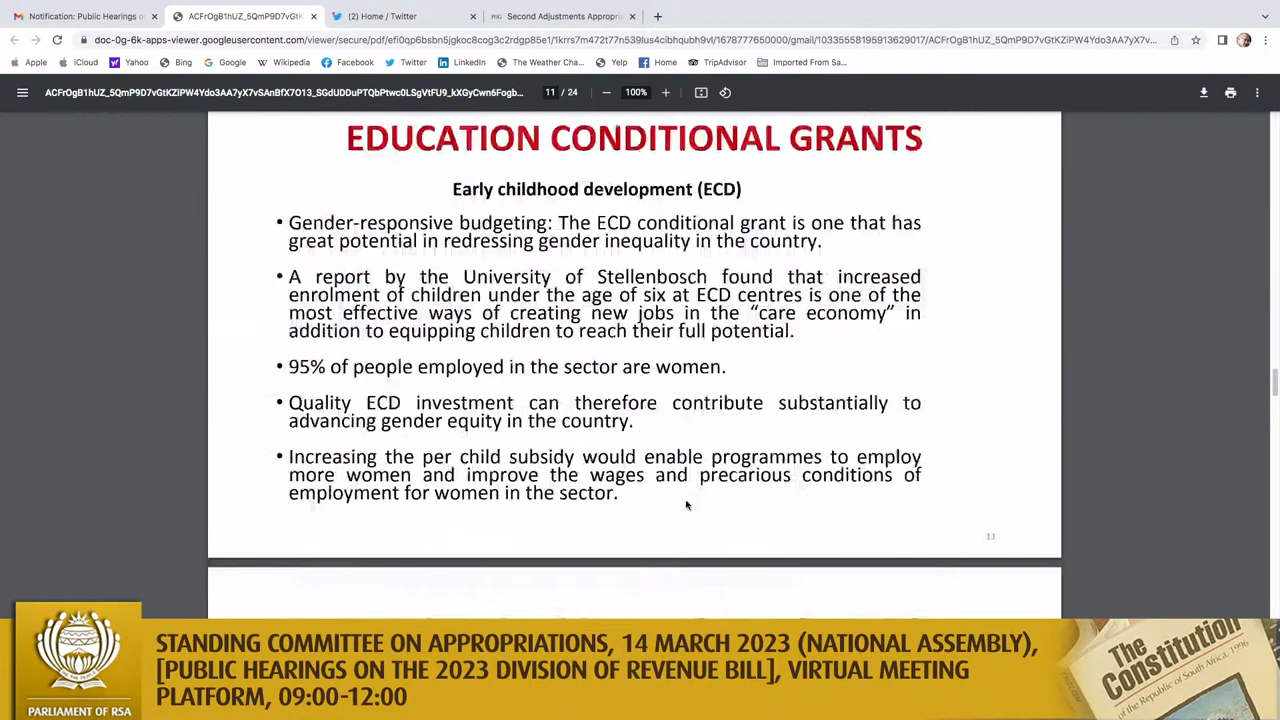 Notification: Public Hearings o
ACFrOgB1hUZ_5QmP9D7vGt
(2) Home / Twitter
Second Adjustments Appropri
doc-0g-6k-apps-viewer.googleusercontent.com/viewer/secure/pdf/efi0qp6bsbn5jgkoc8cog3c2rdgp85e1/1krrs7m472t77n539lus4cibhqubh9vl/1678777650000/gmail/10335558195913629017/ACFrOgB1hUZ_5QmP9D7vGtKZiPW4Ydo3AA7yX7v...
Apple
iCloud
Yahoo
Bing
Google
Wikipedia
Facebook
Twitter
LinkedIn
The Weather Cha...
Yelp
Home
TripAdvisor
Imported From Sa...
ACFrOgB1hUZ_5QmP9D7vGtKZiPW4Ydo3AA7yX7vSAnBfX7O13_SGdUDDuPTQbPtwc0LSgVtFU9_kXGyCwn6Fogb...
11 / 24
100%
EDUCATION CONDITIONAL GRANTS
Early childhood development (ECD)
• Gender-responsive budgeting: The ECD conditional grant is one that has
great potential in redressing gender inequality in the country.
• A report by the University of Stellenbosch found that increased
enrolment of children under the age of six at ECD centres is one of the
most effective ways of creating new jobs in the “care economy” in
addition to equipping children to reach their full potential.
• 95% of people employed in the sector are women.
• Quality ECD investment can therefore contribute substantially to
advancing gender equity in the country.
• Increasing the per child subsidy would enable programmes to employ
more women and improve the wages and precarious conditions of
employment for women in the sector.
11
STANDING COMMITTEE ON APPROPRIATIONS, 14 MARCH 2023 (NATIONAL ASSEMBLY),
[PUBLIC HEARINGS ON THE 2023 DIVISION OF REVENUE BILL], VIRTUAL MEETING
PLATFORM, 09:00-12:00
PARLIAMENT OF RSA
The
Constitution
of the Republic of South Africa, 1996